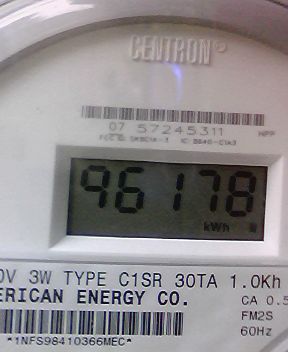 CENTRON®
07 57245311 NPP
96178
kWh
0V 3W TYPE C1SR 30TA 1.0Kh
ERICAN ENERGY CO. CA 0.5
FM2S
*1NFS98410366MEC* 60Hz